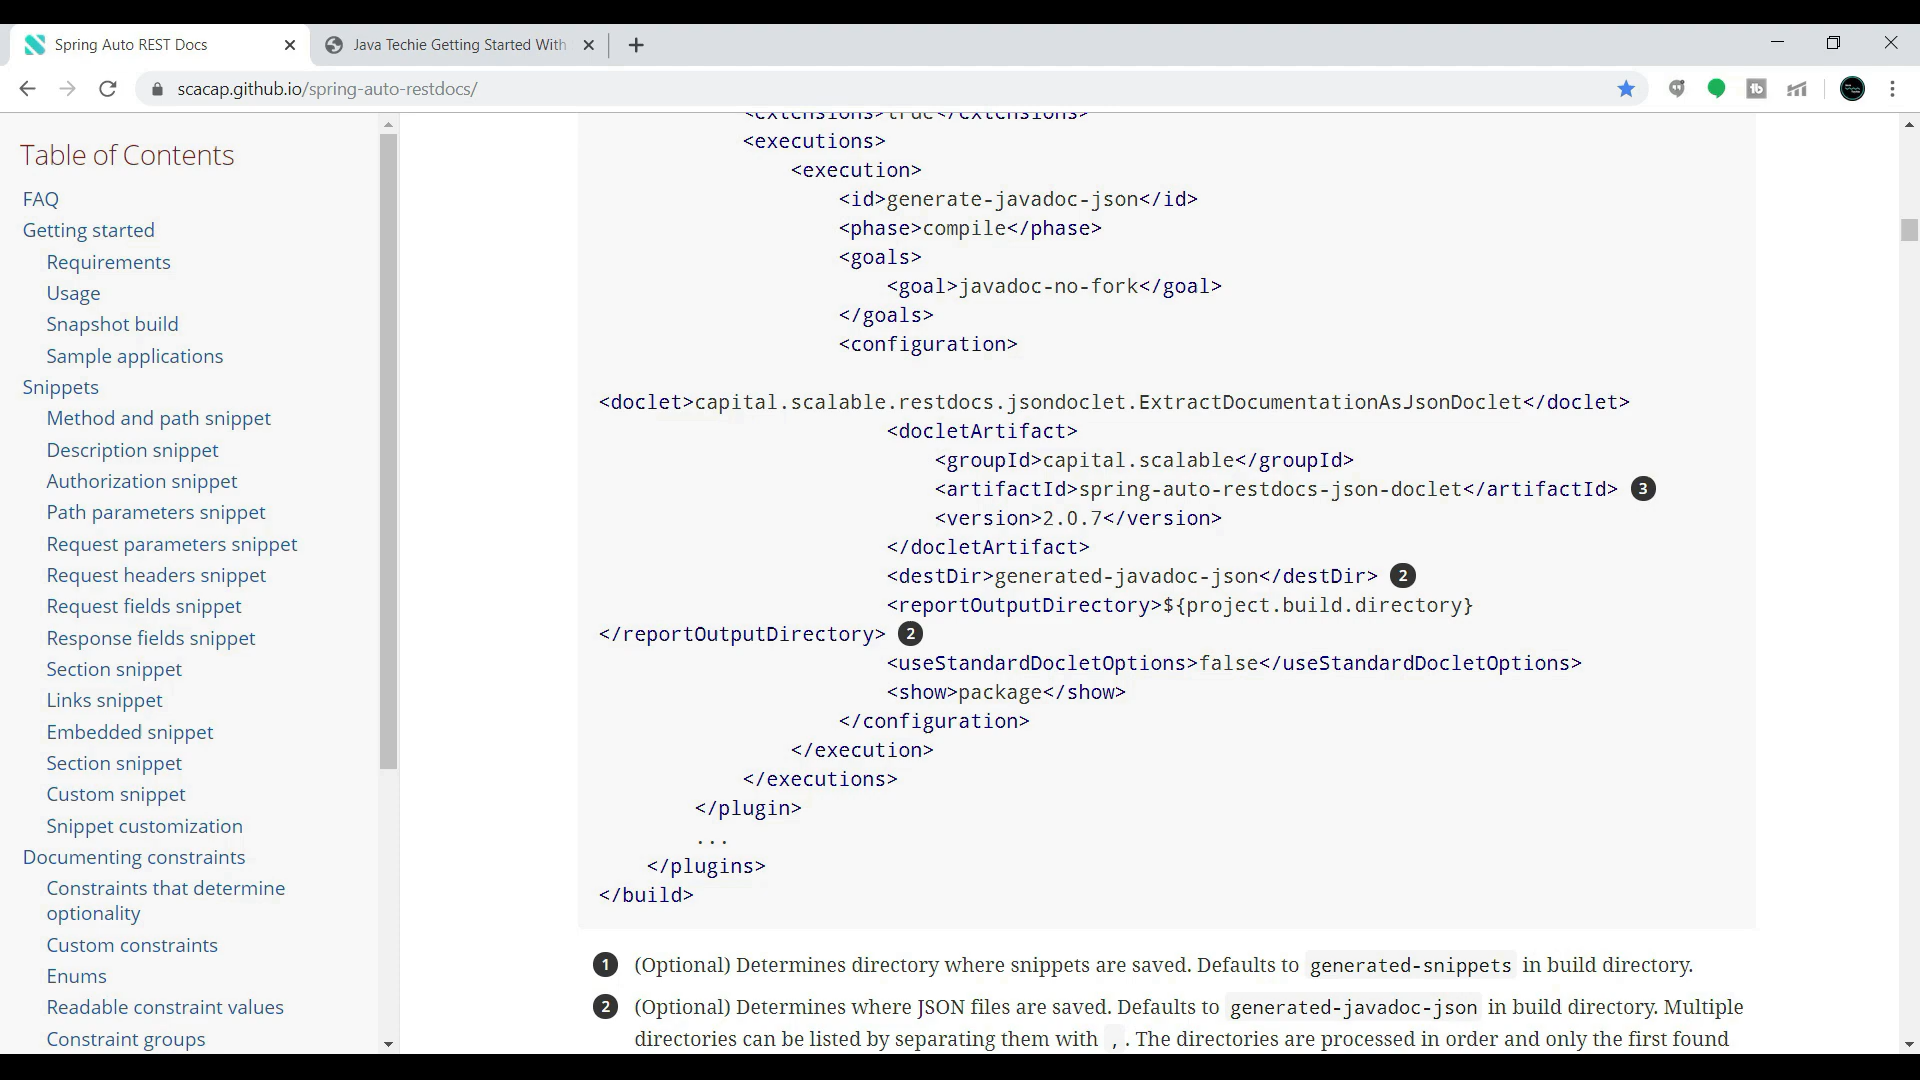 Spring Auto REST Docs
Java Techie Getting Started With
scacap.github.io/spring-auto-restdocs/
Table of Contents
FAQ
Getting started
Requirements
Usage
Snapshot build
Sample applications
Snippets
Method and path snippet
Description snippet
Authorization snippet
Path parameters snippet
Request parameters snippet
Request headers snippet
Request fields snippet
Response fields snippet
Section snippet
Links snippet
Embedded snippet
Section snippet
Custom snippet
Snippet customization
Documenting constraints
Constraints that determine
optionality
Custom constraints
Enums
Readable constraint values
Constraint groups
<extensions>true</extensions>
<executions>
<execution>
<id>generate-javadoc-json</id>
<phase>compile</phase>
<goals>
<goal>javadoc-no-fork</goal>
</goals>
<configuration>
<doclet>capital.scalable.restdocs.jsondoclet.ExtractDocumentationAsJsonDoclet</doclet>
<docletArtifact>
<groupId>capital.scalable</groupId>
<artifactId>spring-auto-restdocs-json-doclet</artifactId> 3
<version>2.0.7</version>
</docletArtifact>
<destDir>generated-javadoc-json</destDir> 2
<reportOutputDirectory>${project.build.directory}
</reportOutputDirectory> 2
<useStandardDocletOptions>false</useStandardDocletOptions>
<show>package</show>
</configuration>
</execution>
</executions>
</plugin>
...
</plugins>
</build>
1 (Optional) Determines directory where snippets are saved. Defaults to generated-snippets in build directory.
2 (Optional) Determines where JSON files are saved. Defaults to generated-javadoc-json in build directory. Multiple
directories can be listed by separating them with , . The directories are processed in order and only the first found